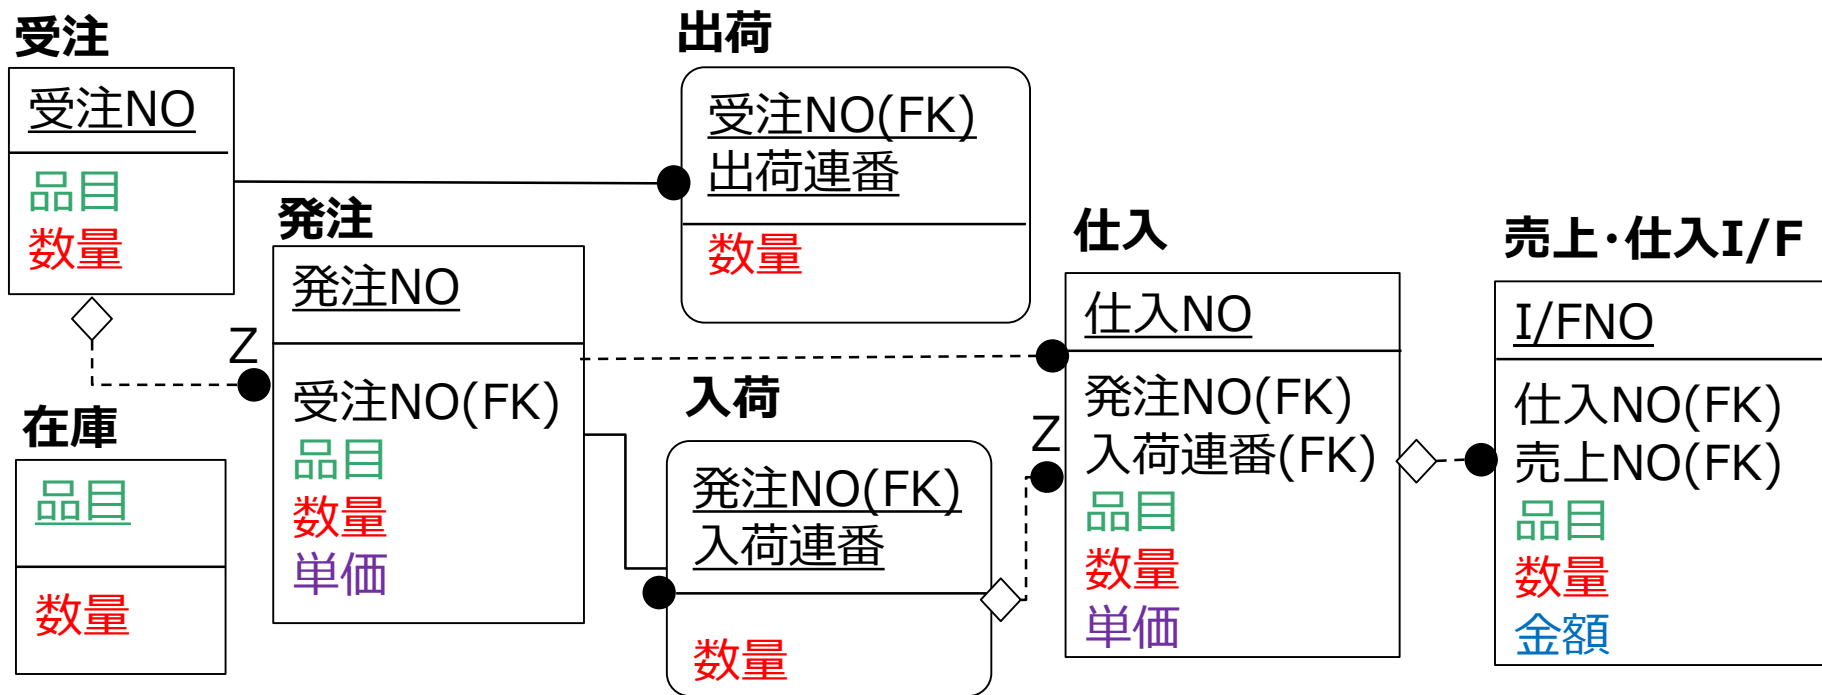 受注
受注NO
品目
数量
出荷
受注NO(FK)
出荷連番
数量
発注
発注NO
受注NO(FK)
品目
数量
単価
Z
在庫
品目
数量
入荷
発注NO(FK)
入荷連番
数量
Z
仕入
仕入NO
発注NO(FK)
入荷連番(FK)
品目
数量
単価
売上・仕入I/F
I/FNO
仕入NO(FK)
売上NO(FK)
品目
数量
金額